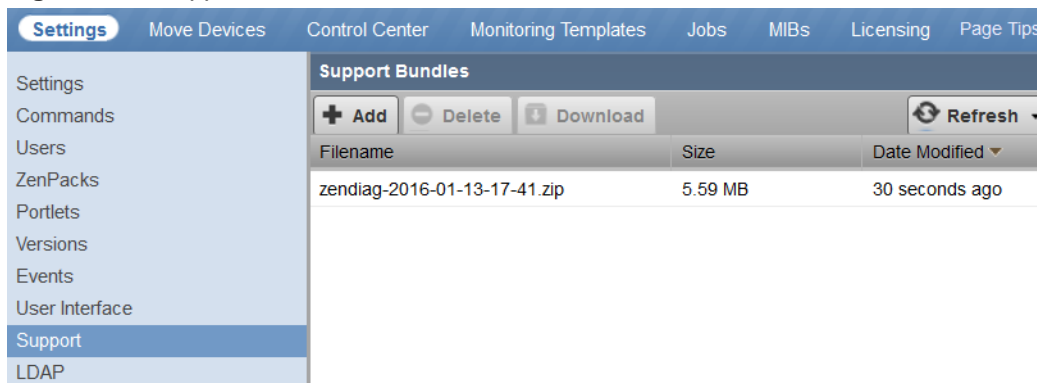 Settings Move Devices Control Center Monitoring Templates Jobs MIBs Licensing Page Tips
Settings
Commands
Users
ZenPacks
Portlets
Versions
Events
User Interface
Support
LDAP
Support Bundles
Add Delete Download Refresh
Filename Size Date Modified
zendiag-2016-01-13-17-41.zip 5.59 MB 30 seconds ago